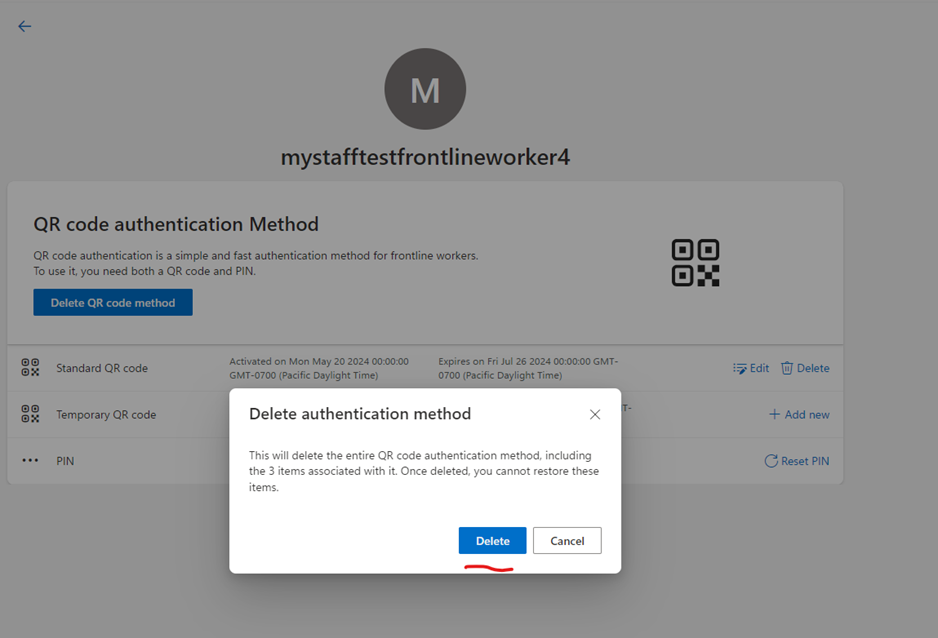 M
mystafftestfrontlineworker4
QR code authentication Method
QR code authentication is a simple and fast authentication method for frontline workers.
To use it, you need both a QR code and PIN.
Delete QR code method
Standard QR code
Activated on Mon May 20 2024 00:00:00
GMT-0700 (Pacific Daylight Time)
Expires on Fri Jul 26 2024 00:00:00 GMT-
0700 (Pacific Daylight Time)
Edit
Delete
Temporary QR code
T-
Add new
PIN
Reset PIN
Delete authentication method
This will delete the entire QR code authentication method, including
the 3 items associated with it. Once deleted, you cannot restore these
items.
Delete
Cancel